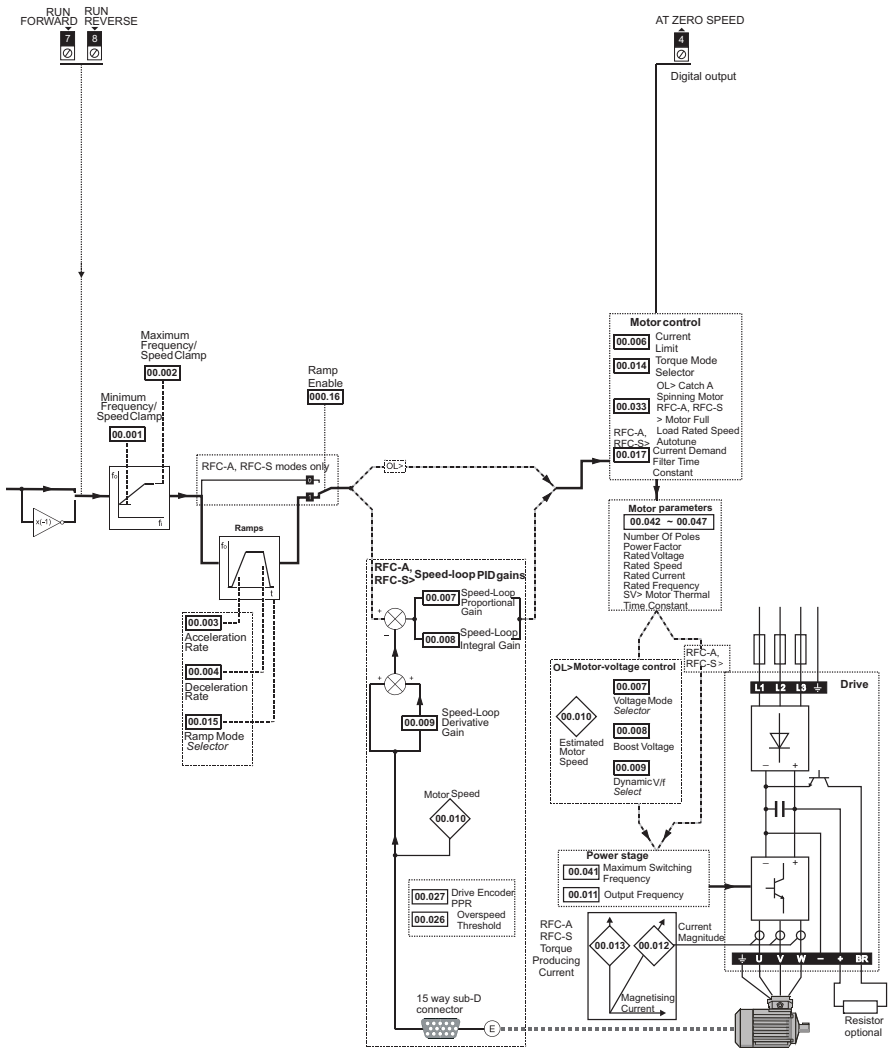 RUN
FORWARD
RUN
REVERSE
7
8
AT ZERO SPEED
4
Digital output
Maximum
Frequency/
Speed Clamp
00.002
Minimum
Frequency/
Speed Clamp
00.001
Ramp
Enable
000.16
RFC-A, RFC-S modes only
0
1
OL>
x(-1)
f₀
fᵢ
Ramps
f₀
t
00.003
Acceleration
Rate
00.004
Deceleration
Rate
00.015
Ramp Mode
Selector
RFC-A,
RFC-S>
Speed-loop PID gains
+
–
00.007
Speed-Loop
Proportional
Gain
00.008
Speed-Loop
Integral Gain
+
+
00.009
Speed-Loop
Derivative
Gain
Motor Speed
00.010
00.027
Drive Encoder
PPR
00.026
Overspeed
Threshold
15 way sub-D
connector
E
Motor control
00.006
Current
Limit
00.014
Torque Mode
Selector
00.033
OL> Catch A
Spinning Motor
RFC-A, RFC-S
> Motor Full
Load Rated Speed
Autotune
RFC-A,
RFC-S>
00.017
Current Demand
Filter Time
Constant
Motor parameters
00.042 ~ 00.047
Number Of Poles
Power Factor
Rated Voltage
Rated Speed
Rated Current
Rated Frequency
SV> Motor Thermal
Time Constant
RFC-A,
RFC-S >
OL>Motor-voltage control
00.010
Estimated
Motor
Speed
00.007
Voltage Mode
Selector
00.008
Boost Voltage
00.009
Dynamic V/f
Select
Power stage
00.041
Maximum Switching
Frequency
00.011
Output Frequency
RFC-A
RFC-S
Torque
Producing
Current
00.013
00.012
Current
Magnitude
Magnetising
Current
L1 L2 L3
Drive
– +
– +
U V W – + BR
Resistor
optional